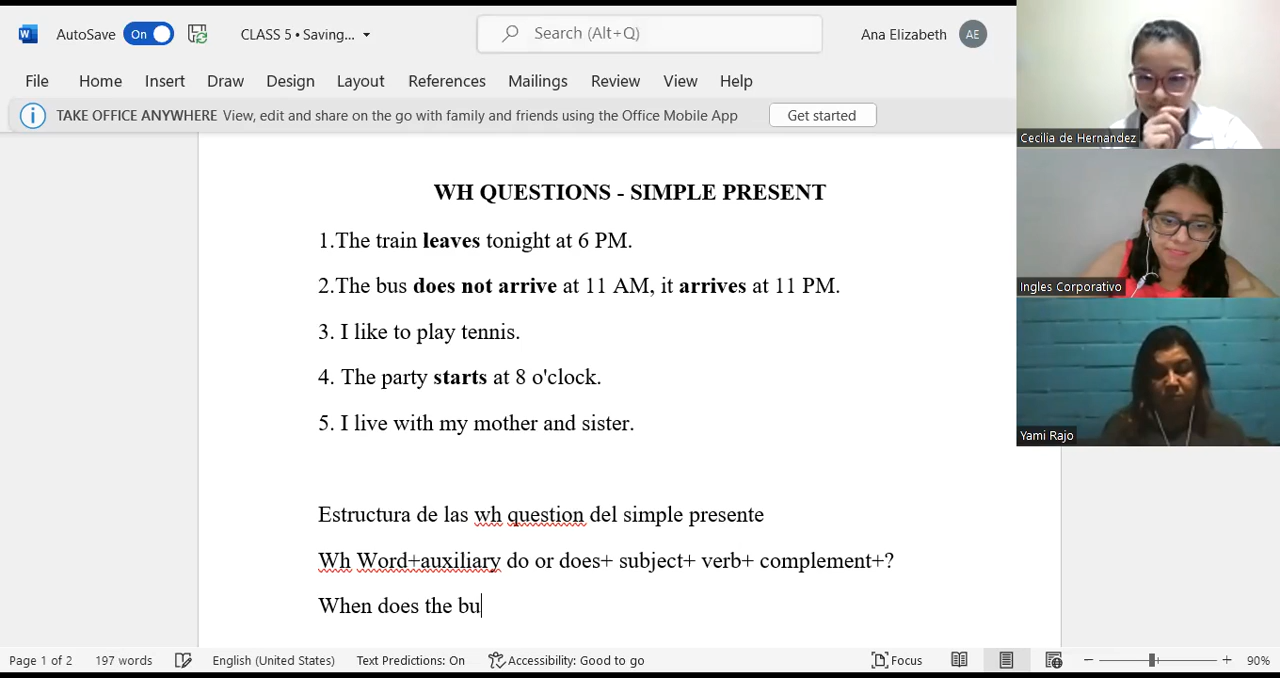 AutoSave On CLASS 5 • Saving... Search (Alt+Q) Ana Elizabeth AE
File Home Insert Draw Design Layout References Mailings Review View Help
TAKE OFFICE ANYWHERE View, edit and share on the go with family and friends using the Office Mobile App Get started
WH QUESTIONS - SIMPLE PRESENT
1.The train leaves tonight at 6 PM.
2.The bus does not arrive at 11 AM, it arrives at 11 PM.
3. I like to play tennis.
4. The party starts at 8 o'clock.
5. I live with my mother and sister.
Estructura de las wh question del simple presente
Wh Word+auxiliary do or does+ subject+ verb+ complement+?
When does the bu
Cecilia de Hernandez
Ingles Corporativo
Yami Rajo
Page 1 of 2 197 words English (United States) Text Predictions: On Accessibility: Good to go Focus 90%